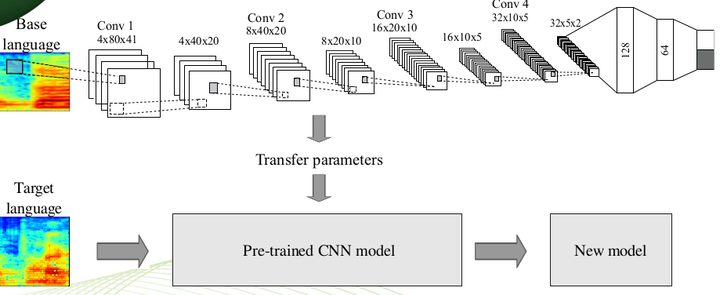 Base
language
Conv 1
4x80x41
4x40x20
Conv 2
8x40x20
8x20x10
Conv 3
16x20x10
16x10x5
Conv 4
32x10x5
32x5x2
128
64
Transfer parameters
Target
language
Pre-trained CNN model
New model